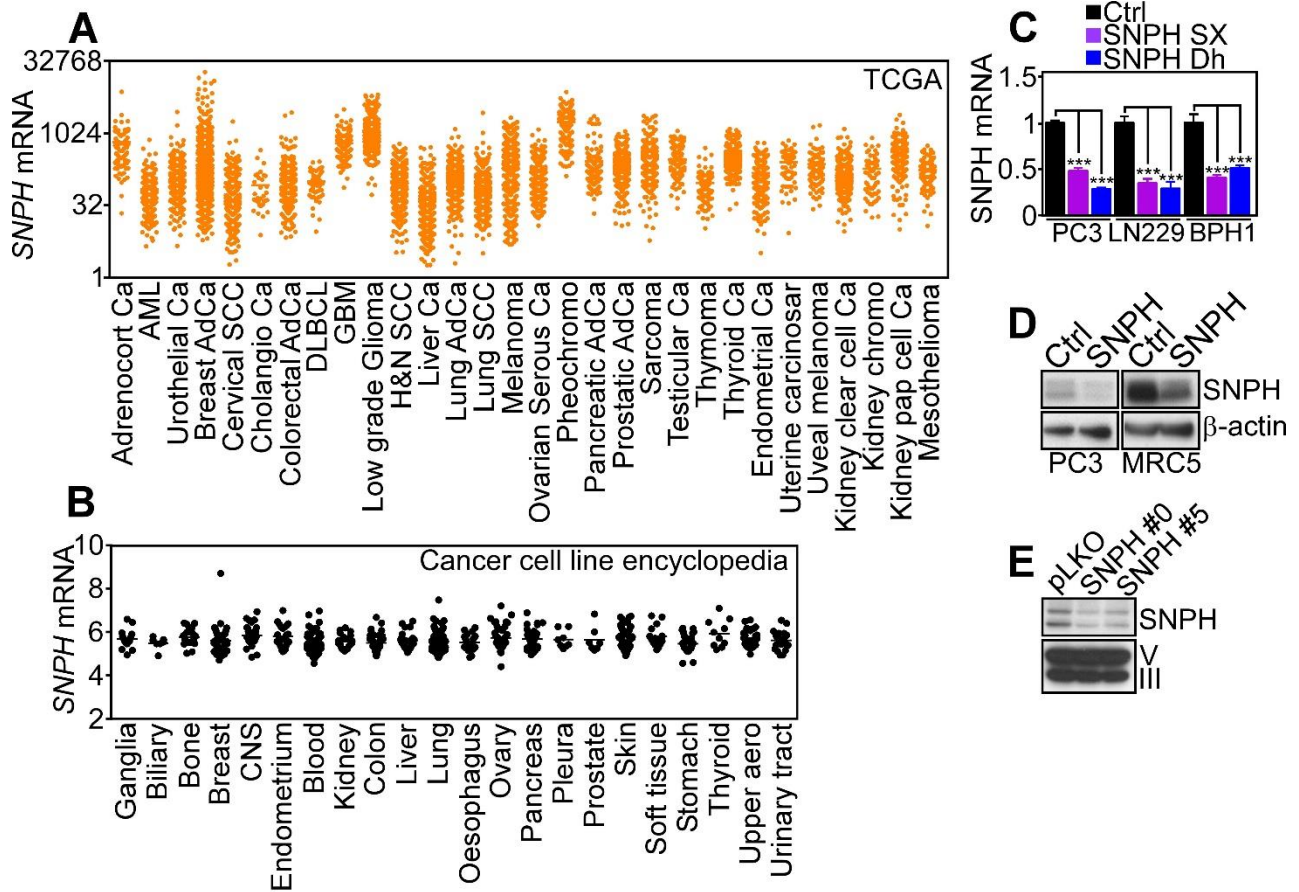 A
32768
1024
32
1
SNPH mRNA
TCGA
Adrenocort Ca
AML
Urothelial Ca
Breast AdCa
Cervical SCC
Cholangio Ca
Colorectal AdCa
DLBCL
GBM
Low grade Glioma
H&N SCC
Liver Ca
Lung AdCa
Lung SCC
Melanoma
Ovarian Serous Ca
Pheochromo
Pancreatic AdCa
Prostatic AdCa
Sarcoma
Testicular Ca
Thymoma
Thyroid Ca
Endometrial Ca
Uterine carcinosar
Uveal melanoma
Kidney clear cell Ca
Kidney chromo
Kidney pap cell Ca
Mesothelioma
B
10
8
6
4
2
SNPH mRNA
Cancer cell line encyclopedia
Ganglia
Biliary
Bone
Breast
CNS
Endometrium
Blood
Kidney
Colon
Liver
Lung
Oesophagus
Ovary
Pancreas
Pleura
Prostate
Skin
Soft tissue
Stomach
Thyroid
Upper aero
Urinary tract
C
Ctrl
SNPH SX
SNPH Dh
SNPH mRNA
1.5
1
0.5
0
*** *** *** *** *** ***
PC3 LN229 BPH1
D
Ctrl SNPH Ctrl SNPH
SNPH
β-actin
PC3 MRC5
E
pLKO SNPH #0 SNPH #5
SNPH
V
III